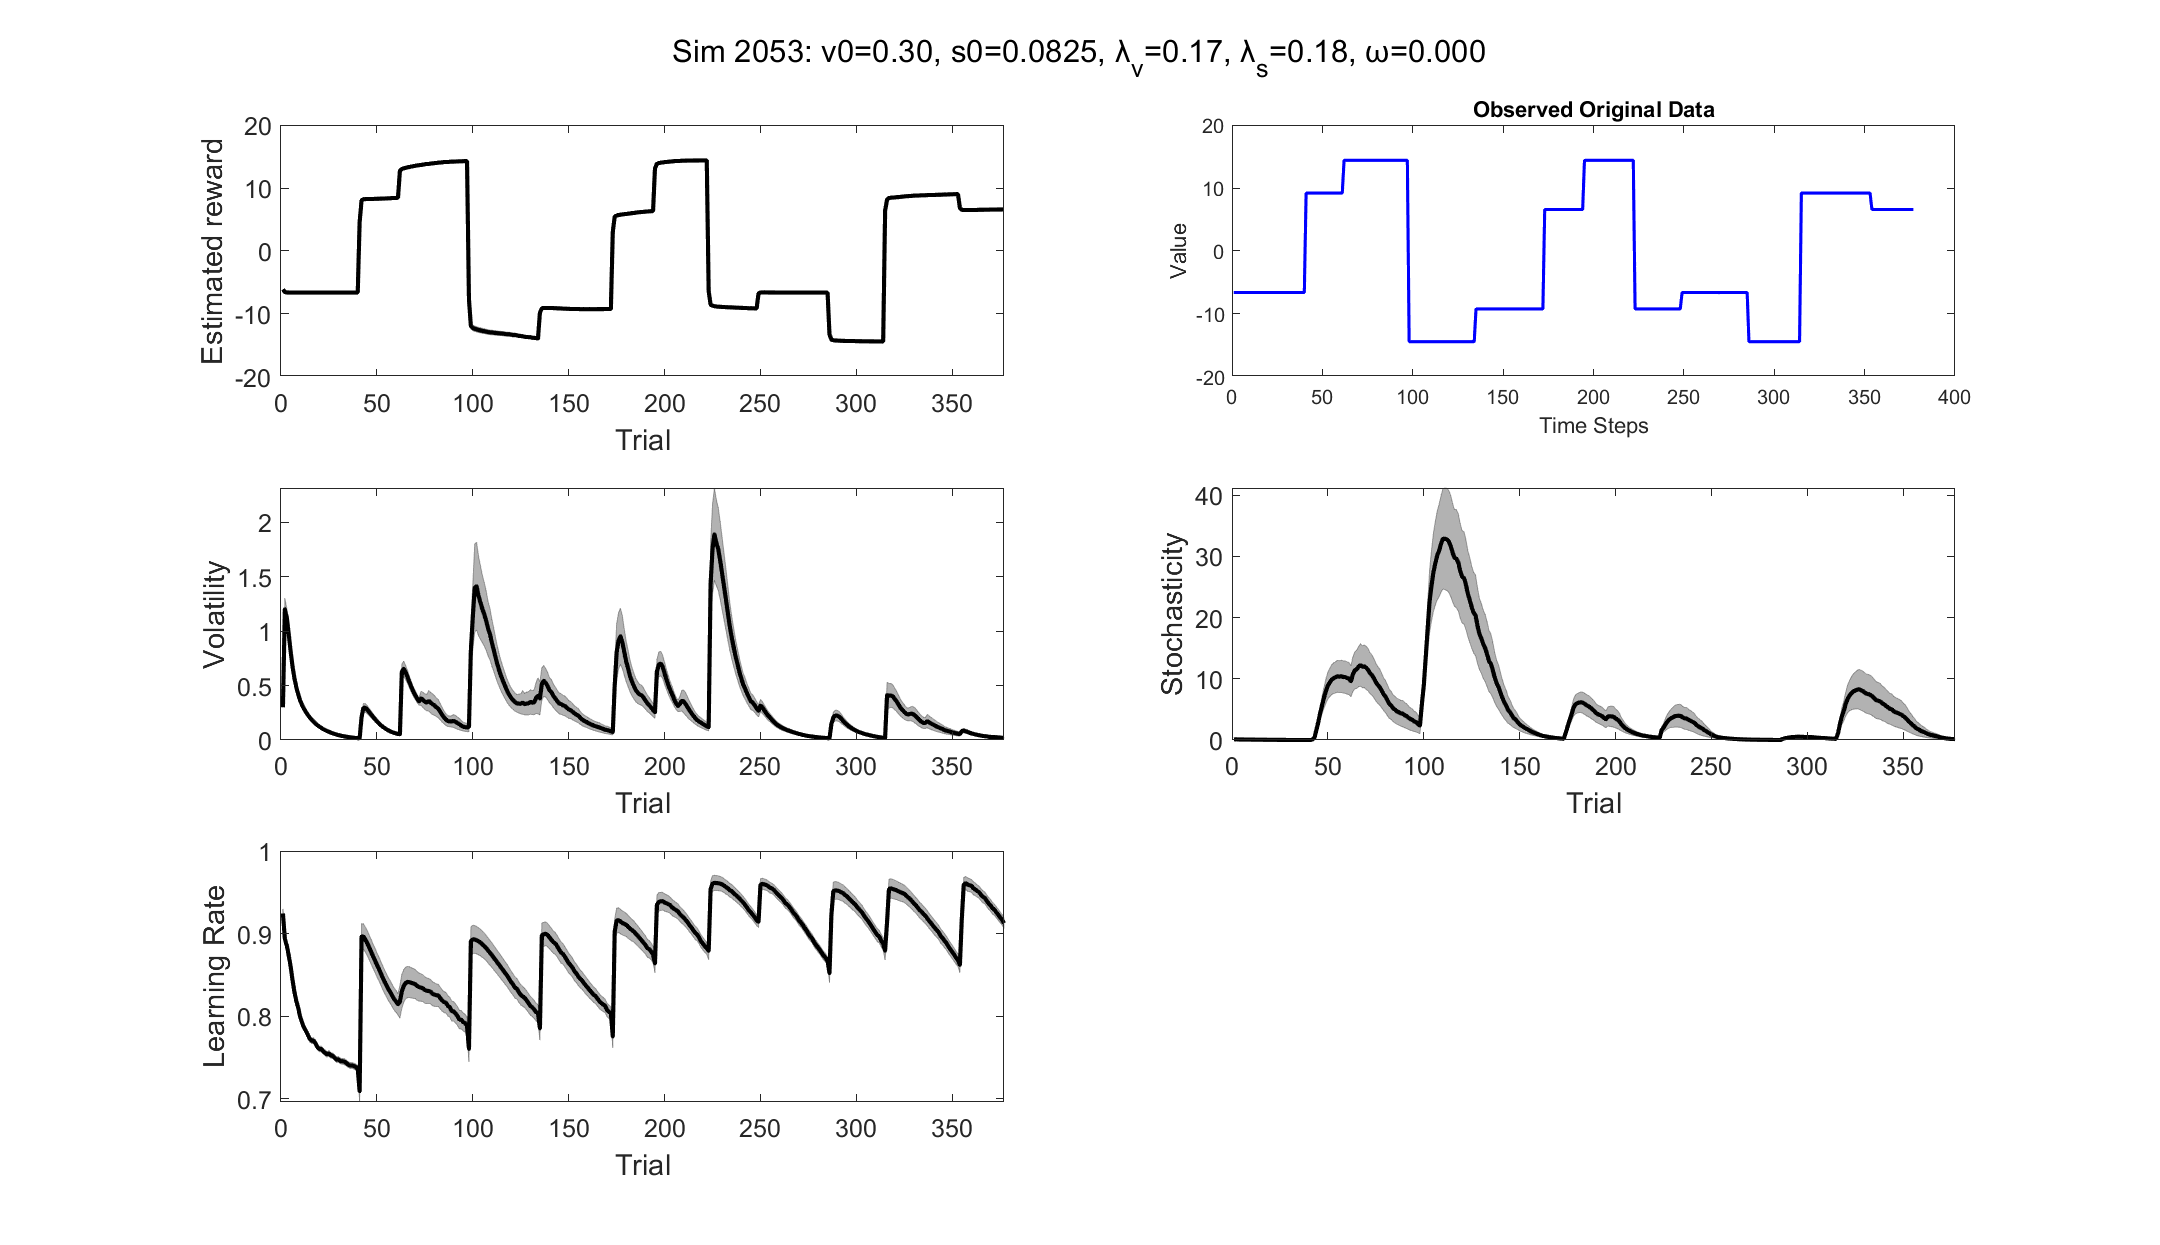 Sim 2053: v0=0.30, s0=0.0825, λ_v=0.17, λ_s=0.18, ω=0.000
Estimated reward
20
10
0
-10
-20
0 50 100 150 200 250 300 350
Trial
Observed Original Data
Value
20
10
0
-10
-20
0 50 100 150 200 250 300 350 400
Time Steps
Volatility
2
1.5
1
0.5
0
0 50 100 150 200 250 300 350
Trial
Stochasticity
40
30
20
10
0
0 50 100 150 200 250 300 350
Trial
Learning Rate
1
0.9
0.8
0.7
0 50 100 150 200 250 300 350
Trial